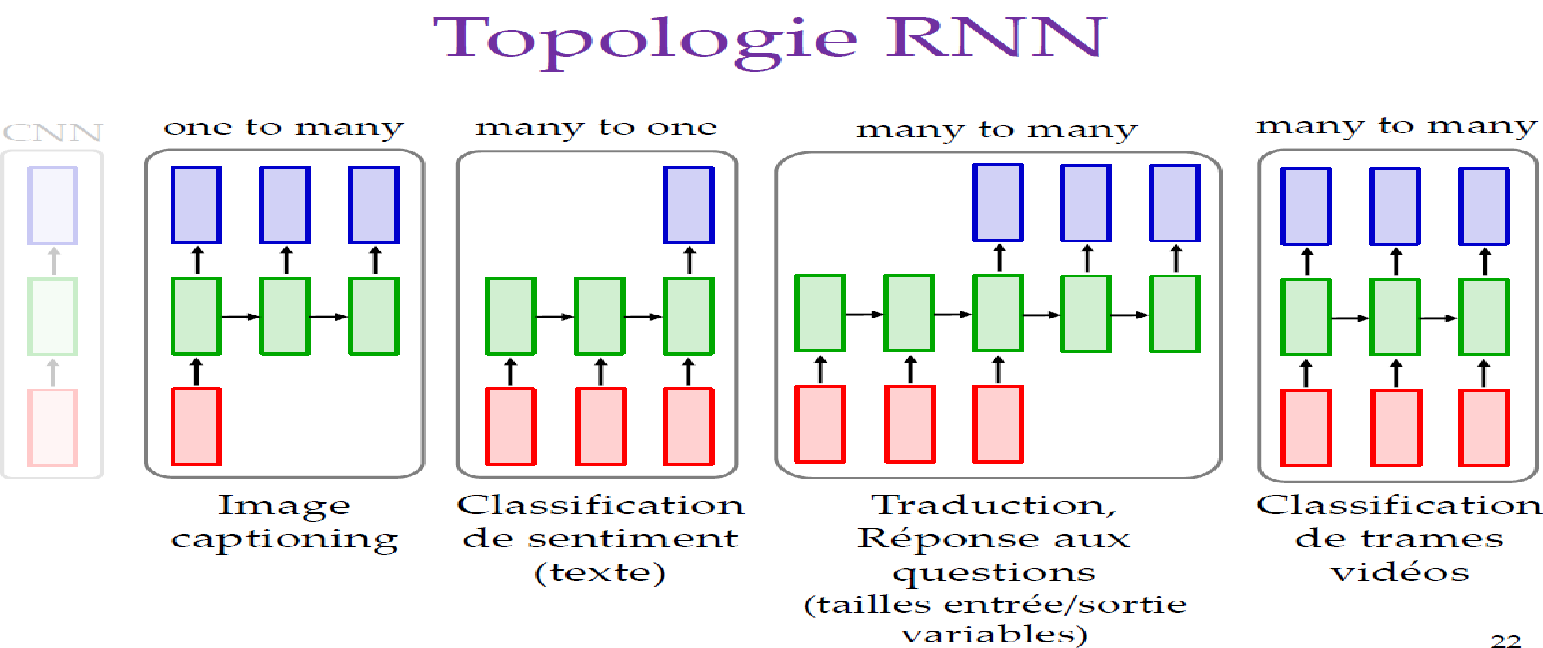 Topologie RNN
CNN
one to many
many to one
many to many
many to many
Image
captioning
Classification
de sentiment
(texte)
Traduction,
Réponse aux
questions
(tailles entrée/sortie
variables)
Classification
de trames
vidéos
22